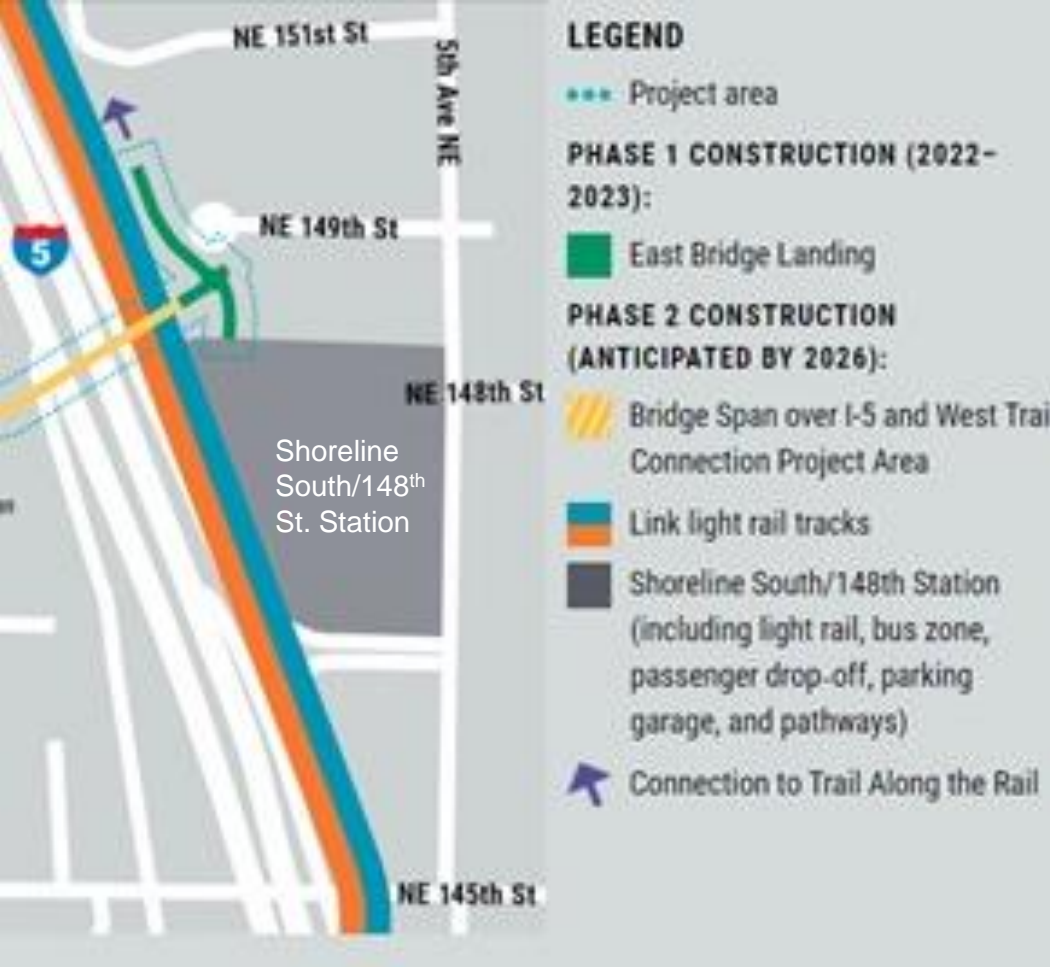 NE 151st St
5th Ave NE
NE 149th St
5
NE 148th St
Shoreline
South/148th
St. Station
NE 145th St
LEGEND
Project area
PHASE 1 CONSTRUCTION (2022–
2023):
East Bridge Landing
PHASE 2 CONSTRUCTION
(ANTICIPATED BY 2026):
Bridge Span over I-5 and West Trai
Connection Project Area
Link light rail tracks
Shoreline South/148th Station
(including light rail, bus zone,
passenger drop-off, parking
garage, and pathways)
Connection to Trail Along the Rail